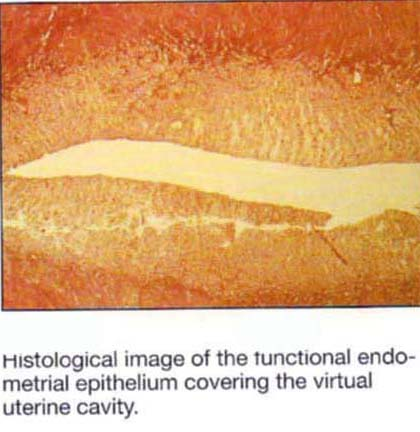 Histological image of the functional endo-
metrial epithelium covering the virtual
uterine cavity.